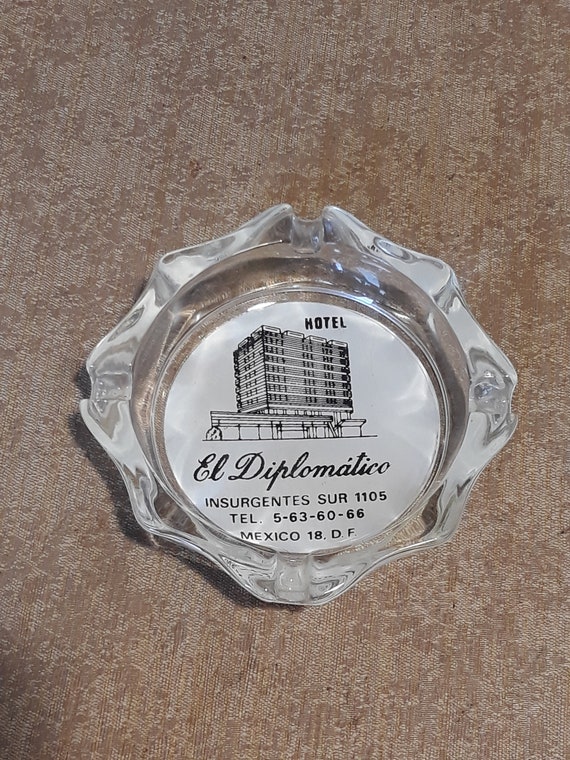 HOTEL
El Diplomático
INSURGENTES SUR 1105
TEL. 5-63-60-66
MEXICO 18. D. F.